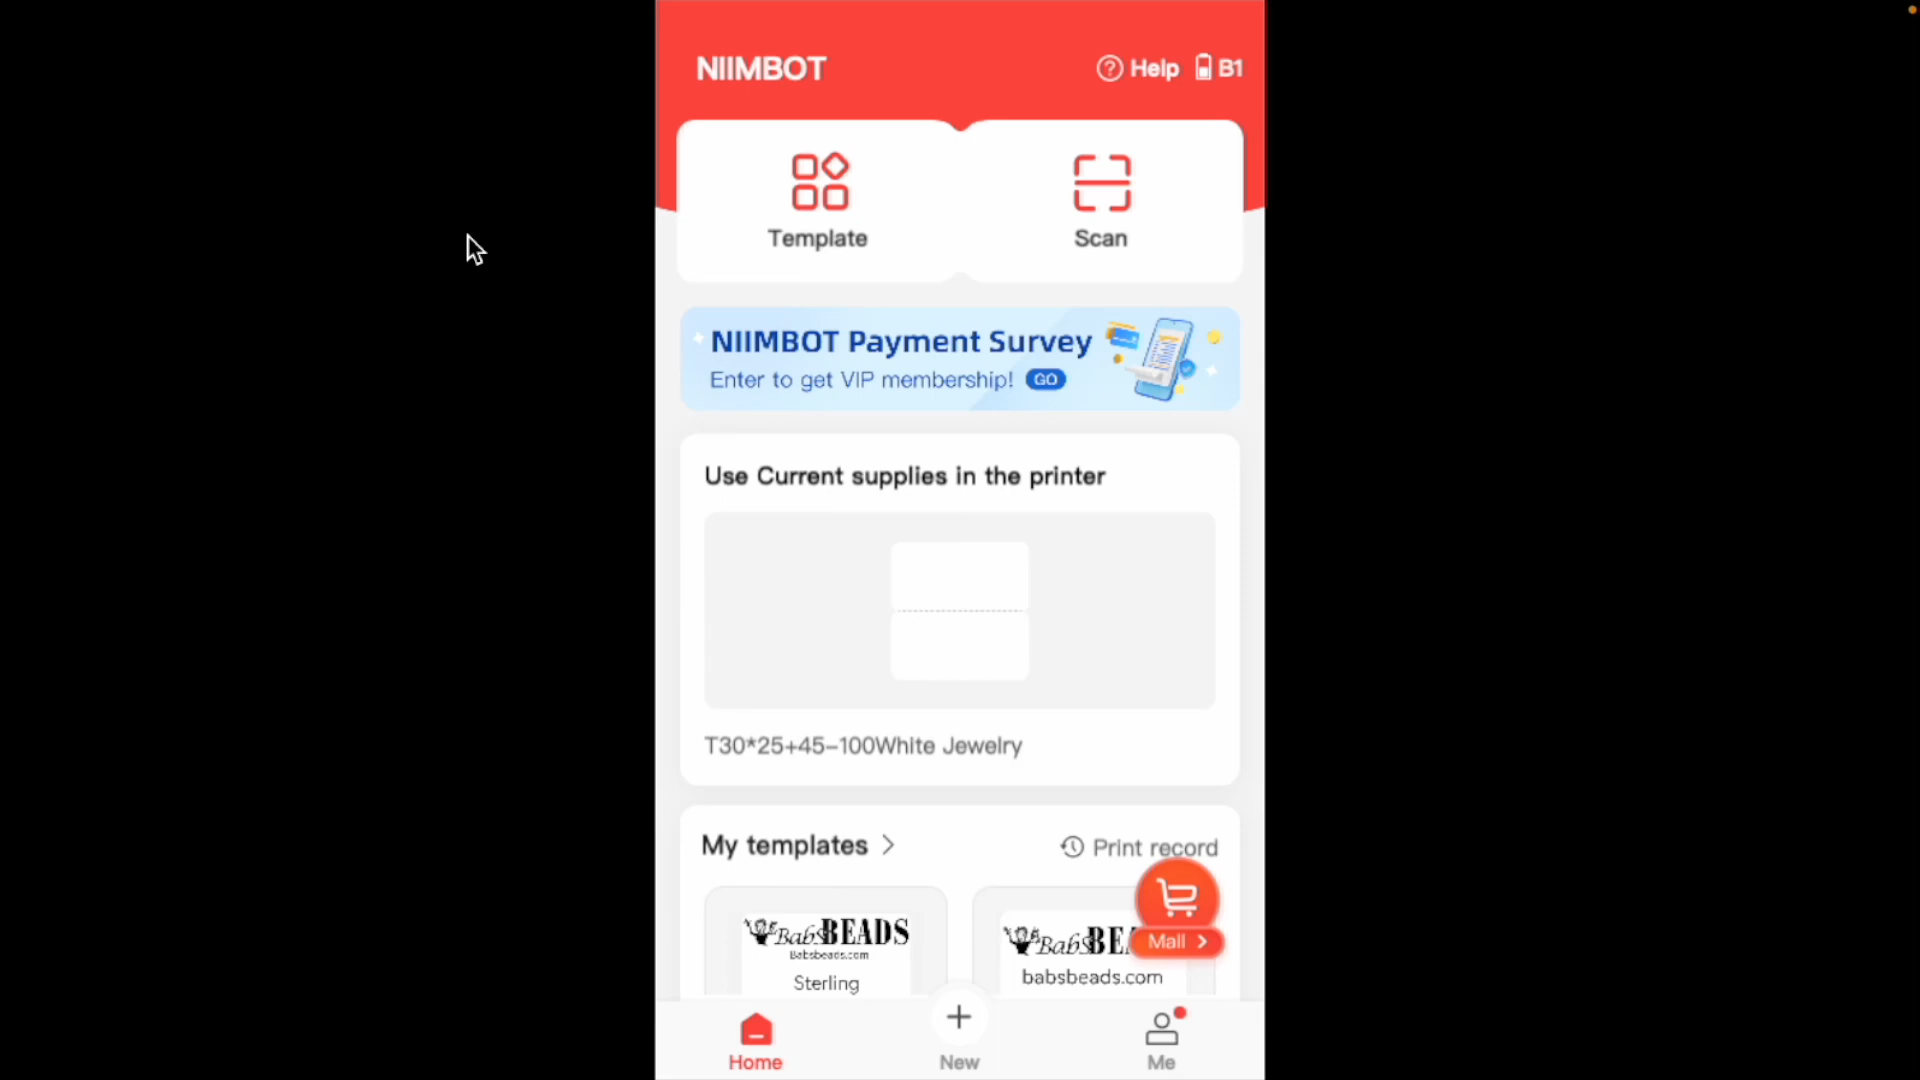 NIIMBOT
Help B1
Template
Scan
NIIMBOT Payment Survey
Enter to get VIP membership! GO
Use Current supplies in the printer
T30*25+45-100White Jewelry
My templates
Print record
BabsBEADS
Babsbeads.com
Sterling
BabsBEA
babsbeads.com
Mall
Home
New
Me